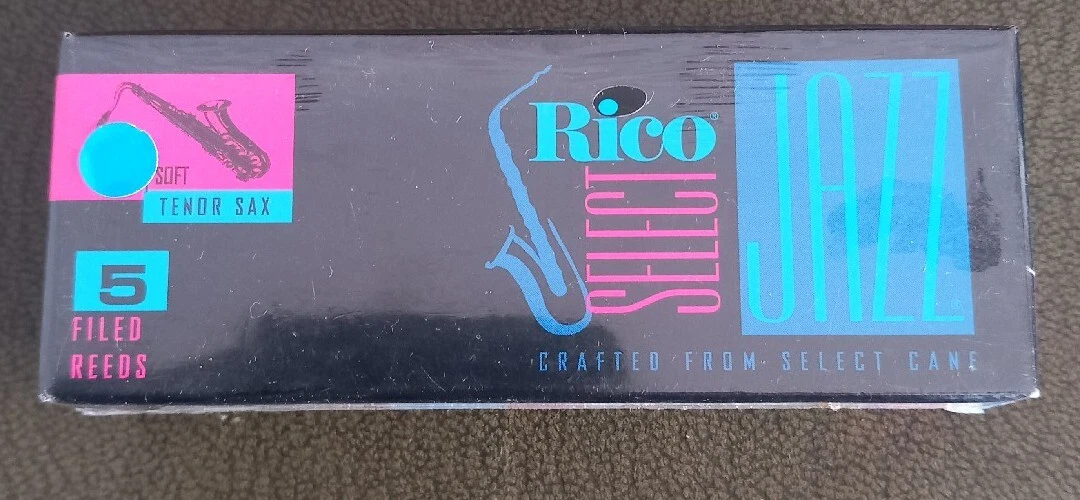 SOFT
TENOR SAX
5
FILED
REEDS
Rico®
SELECT
JAZZ
CRAFTED FROM SELECT CANE